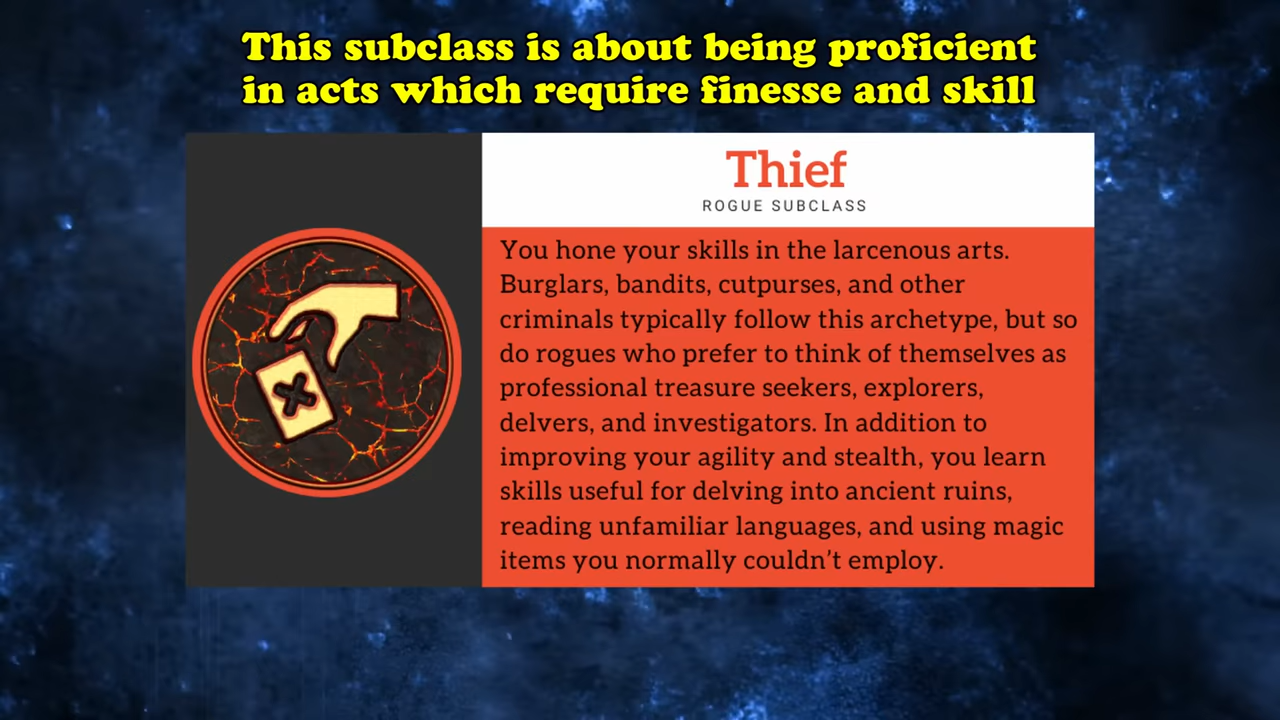 This subclass is about being proficient
in acts which require finesse and skill
Thief
ROGUE SUBCLASS
You hone your skills in the larcenous arts.
Burglars, bandits, cutpurses, and other
criminals typically follow this archetype, but so
do rogues who prefer to think of themselves as
professional treasure seekers, explorers,
delvers, and investigators. In addition to
improving your agility and stealth, you learn
skills useful for delving into ancient ruins,
reading unfamiliar languages, and using magic
items you normally couldn't employ.